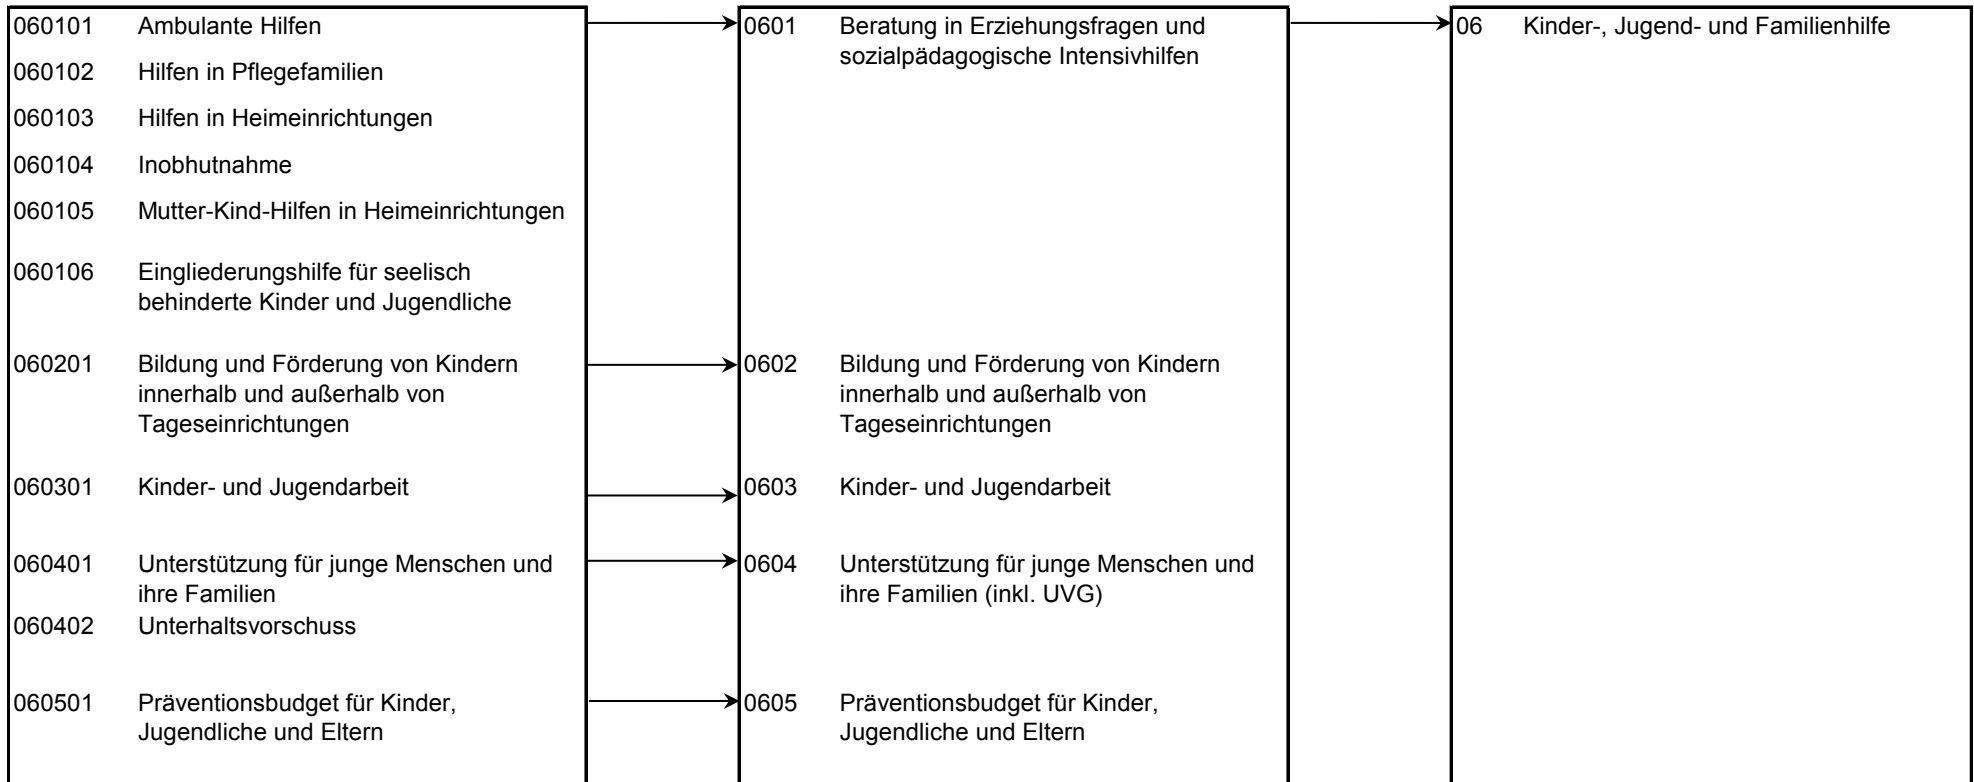 060101 Ambulante Hilfen
060102 Hilfen in Pflegefamilien
060103 Hilfen in Heimeinrichtungen
060104 Inobhutnahme
060105 Mutter-Kind-Hilfen in Heimeinrichtungen
060106 Eingliederungshilfe für seelisch
behinderte Kinder und Jugendliche
060201 Bildung und Förderung von Kindern
innerhalb und außerhalb von
Tageseinrichtungen
060301 Kinder- und Jugendarbeit
060401 Unterstützung für junge Menschen und
ihre Familien
060402 Unterhaltsvorschuss
060501 Präventionsbudget für Kinder,
Jugendliche und Eltern
0601 Beratung in Erziehungsfragen und
sozialpädagogische Intensivhilfen
0602 Bildung und Förderung von Kindern
innerhalb und außerhalb von
Tageseinrichtungen
0603 Kinder- und Jugendarbeit
0604 Unterstützung für junge Menschen und
ihre Familien (inkl. UVG)
0605 Präventionsbudget für Kinder,
Jugendliche und Eltern
06 Kinder-, Jugend- und Familienhilfe